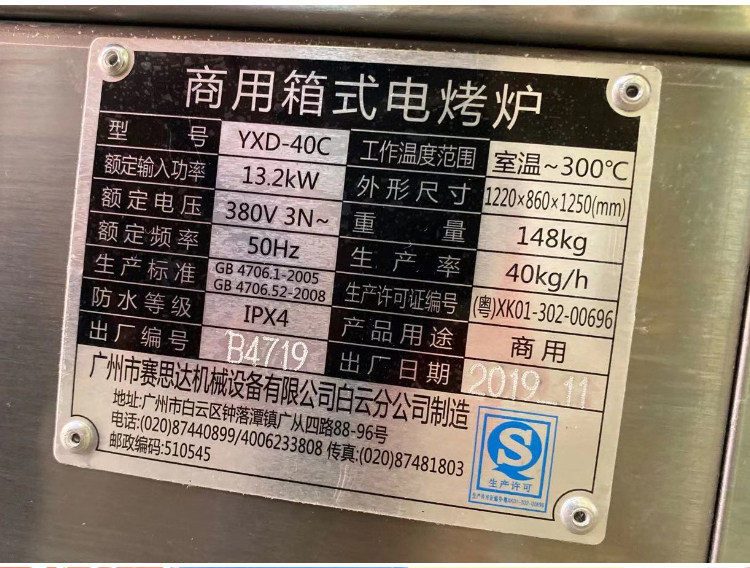 商用箱式电烤炉
型号 YXD-40C 工作温度范围 室温~300℃
额定输入功率 13.2kW 外形尺寸 1220×860×1250(mm)
额定电压 380V 3N~ 重量 148kg
额定频率 50Hz 生产率 40kg/h
生产标准 GB 4706.1-2005 GB 4706.52-2008 生产许可证编号 (粤)XK01-302-00696
防水等级 IPX4 产品用途 商用
出厂编号 B4719 出厂日期 2019.11
广州市赛思达机械设备有限公司白云分公司制造
地址:广州市白云区钟落潭镇广从四路88-96号
电话:(020)87440899/4006233808 传真:(020)87481803
邮政编码:510545
生产许可